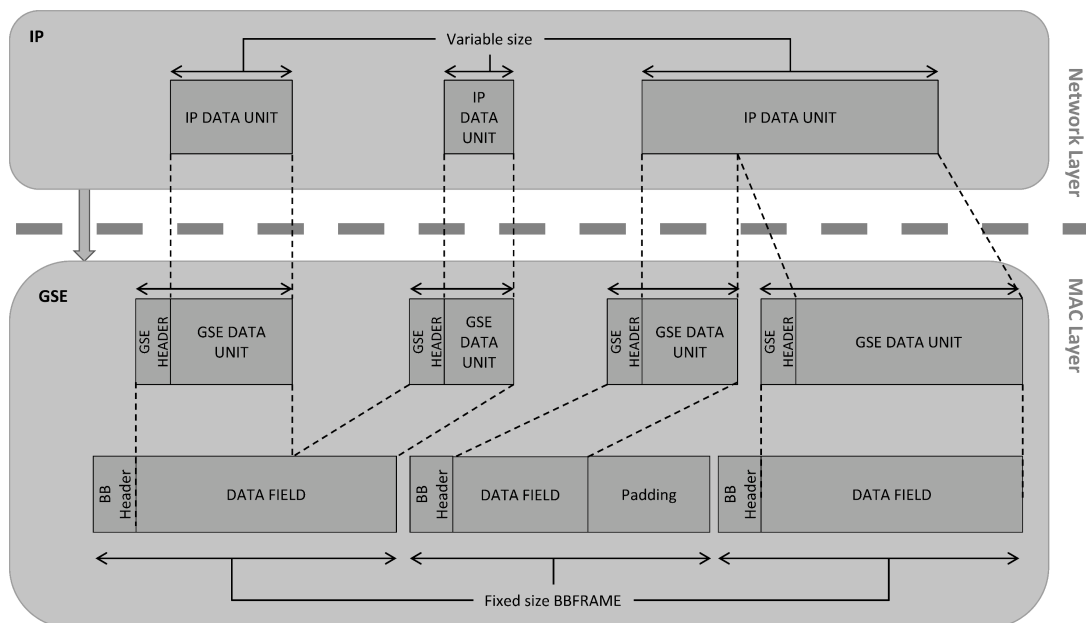 IP
Variable size
IP DATA UNIT
IP
DATA
UNIT
IP DATA UNIT
Network Layer
GSE
MAC Layer
GSE
HEADER
GSE DATA
UNIT
GSE
HEADER
GSE
DATA
UNIT
GSE
HEADER
GSE DATA
UNIT
GSE
HEADER
GSE DATA UNIT
BB
Header
DATA FIELD
BB
Header
DATA FIELD
Padding
BB
Header
DATA FIELD
Fixed size BBFRAME